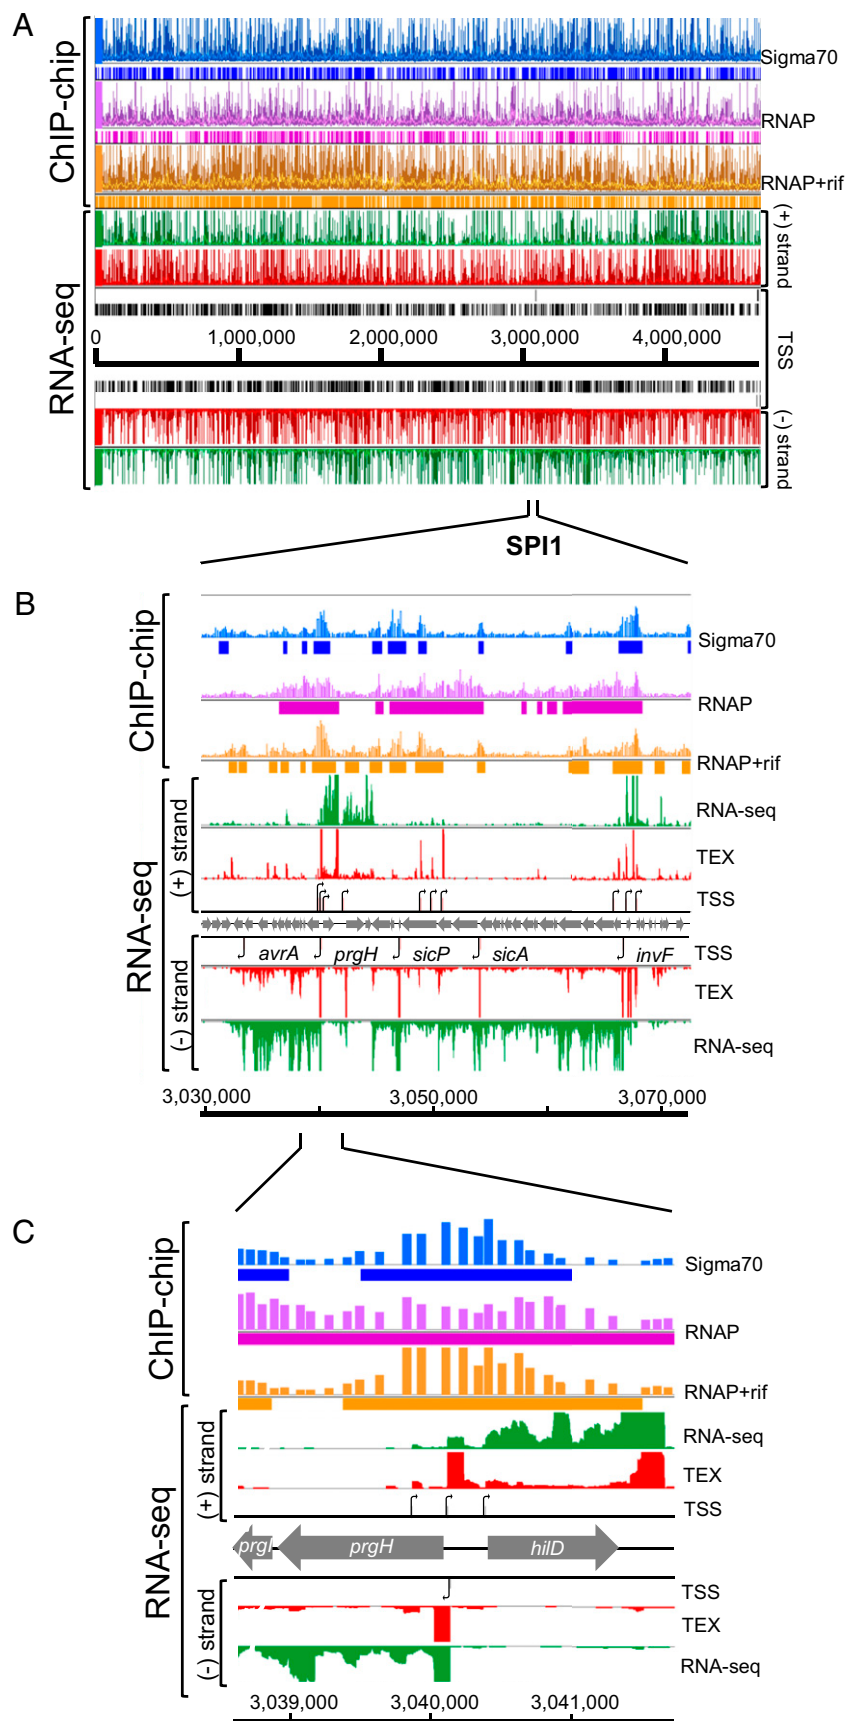 A
ChIP-chip
Sigma70
RNAP
RNAP+rif
RNA-seq
(+) strand
TSS
0 1,000,000 2,000,000 3,000,000 4,000,000
(-) strand
SPI1
B
ChIP-chip
Sigma70
RNAP
RNAP+rif
RNA-seq
(+) strand
RNA-seq
TEX
TSS
avrA prgH sicP sicA invF
TSS
(-) strand
TEX
RNA-seq
3,030,000 3,050,000 3,070,000
C
ChIP-chip
Sigma70
RNAP
RNAP+rif
RNA-seq
(+) strand
RNA-seq
TEX
TSS
prgI prgH hilD
(-) strand
TSS
TEX
RNA-seq
3,039,000 3,040,000 3,041,000